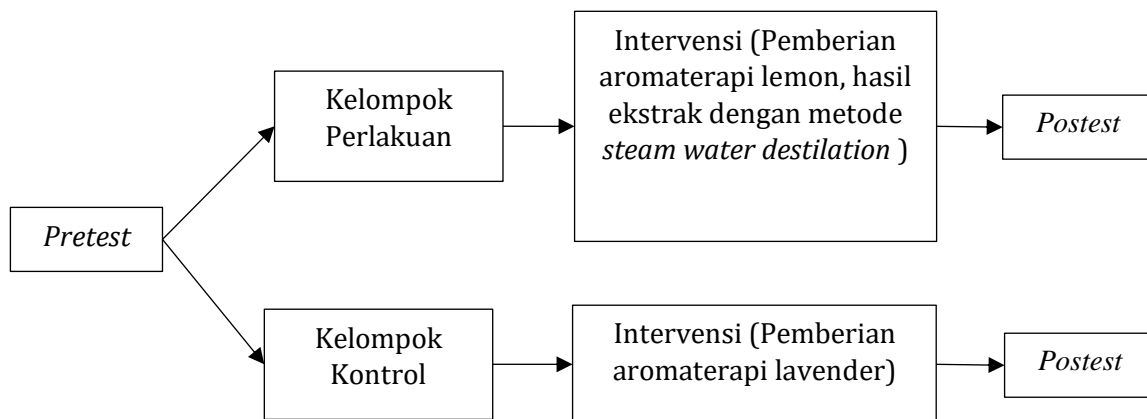 Pretest
Kelompok
Perlakuan
Intervensi (Pemberian
aromaterapi lemon, hasil
ekstrak dengan metode
steam water destilation )
Postest
Kelompok
Kontrol
Intervensi (Pemberian
aromaterapi lavender)
Postest